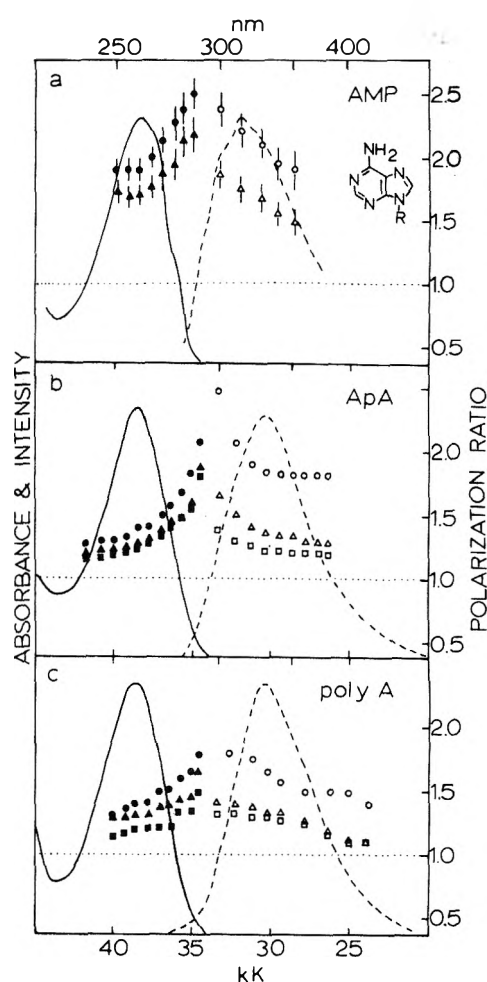 nm
250 300 400
a
AMP
2.5
NH2
N
N
N
N
R
2.0
1.5
1.0
0.5
b
ApA
2.0
1.5
1.0
0.5
c
poly A
2.0
1.5
1.0
0.5
40 35 30 25
kK
ABSORBANCE & INTENSITY
POLARIZATION RATIO